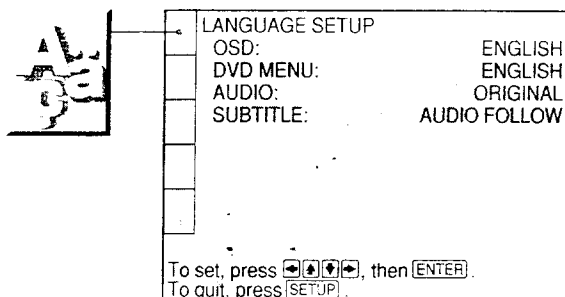 LANGUAGE SETUP
OSD: ENGLISH
DVD MENU: ENGLISH
AUDIO: ORIGINAL
SUBTITLE: AUDIO FOLLOW
To set, press ←↑↓→, then ENTER.
To quit, press SETUP.